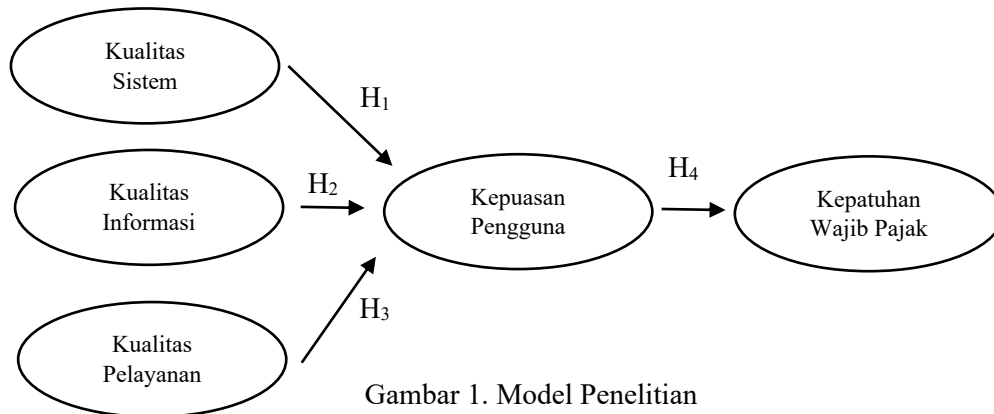 Kualitas
Sistem
H₁
Kualitas
Informasi
H₂
Kepuasan
Pengguna
H₄
Kepatuhan
Wajib Pajak
Kualitas
Pelayanan
H₃
Gambar 1. Model Penelitian